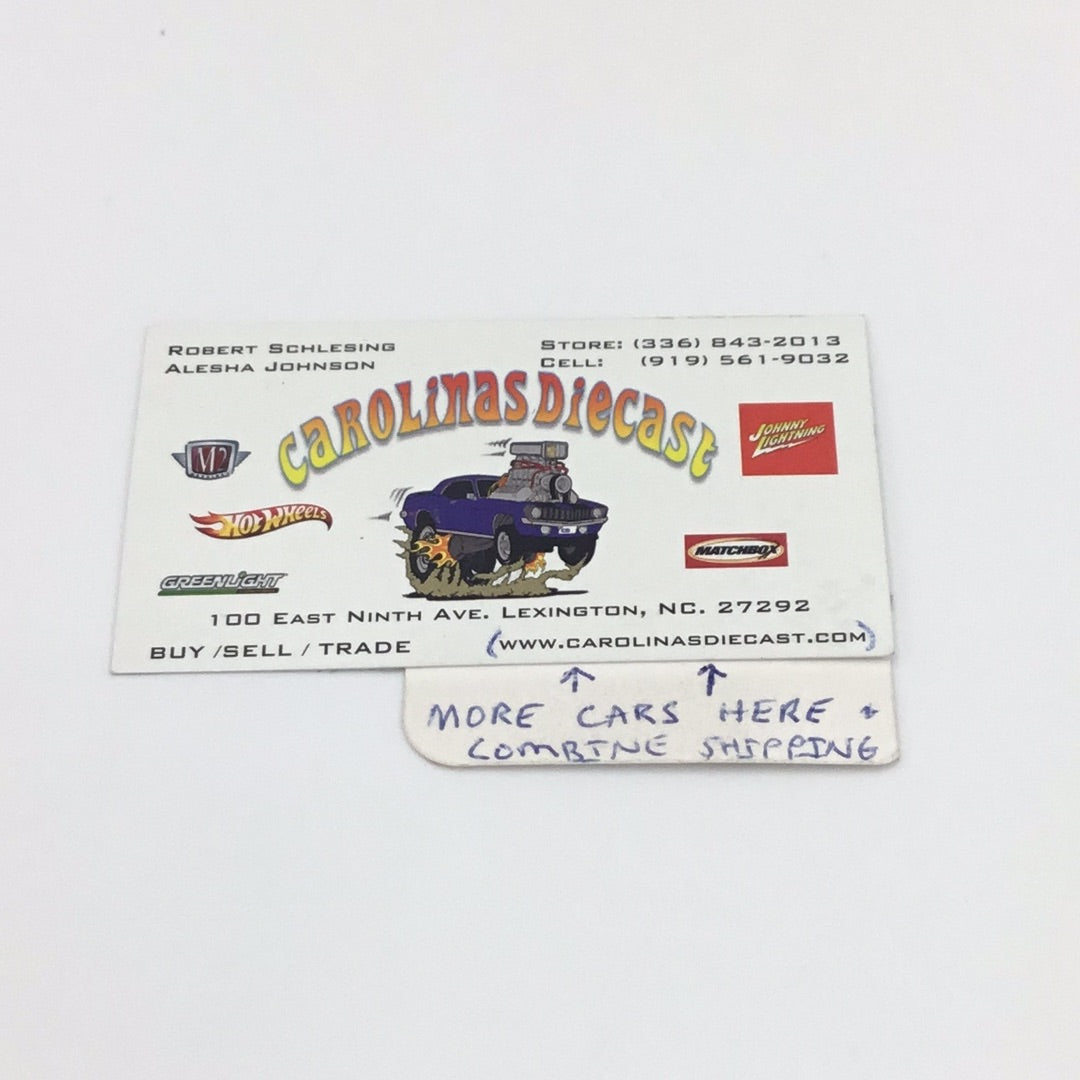 ROBERT SCHLESING
ALESHA JOHNSON
STORE: (336) 843-2013
CELL: (919) 561-9032
CAROLINAS DIECAST
M2
JOHNNY
LIGHTNING
HOT WHEELS
MATCHBOX
GREENLIGHT
100 EAST NINTH AVE. LEXINGTON, NC. 27292
BUY /SELL / TRADE
(WWW.CAROLINASDIECAST.COM)
↑ ↑
MORE CARS HERE +
COMBINE SHIPPING